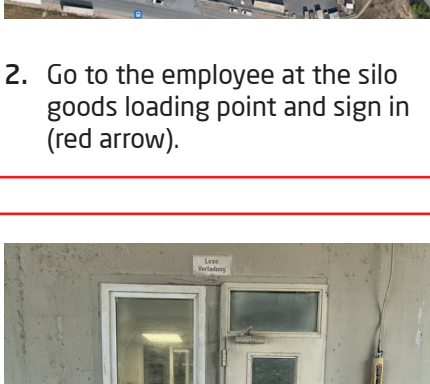 2. Go to the employee at the silo
goods loading point and sign in
(red arrow).
Lose
Verladung